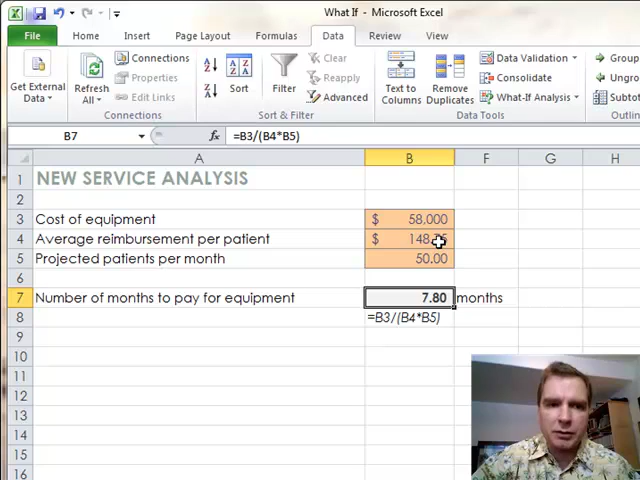 What If - Microsoft Excel
File Home Insert Page Layout Formulas Data Review View
Get External Data
Refresh All
Connections
Properties
Edit Links
Connections
Sort
Filter
Clear
Reapply
Advanced
Sort & Filter
Text to Columns
Remove Duplicates
Data Validation
Consolidate
What-If Analysis
Data Tools
Group
Ungro
Subtot
Outlin
B7 fx =B3/(B4*B5)
A B F G H
1 NEW SERVICE ANALYSIS
2
3 Cost of equipment $ 58,000
4 Average reimbursement per patient $
5 Projected patients per month 50.00
6
7 Number of months to pay for equipment 7.80 months
8 =B3/(B4*B5)
9
10
11
12
13
14
15
16